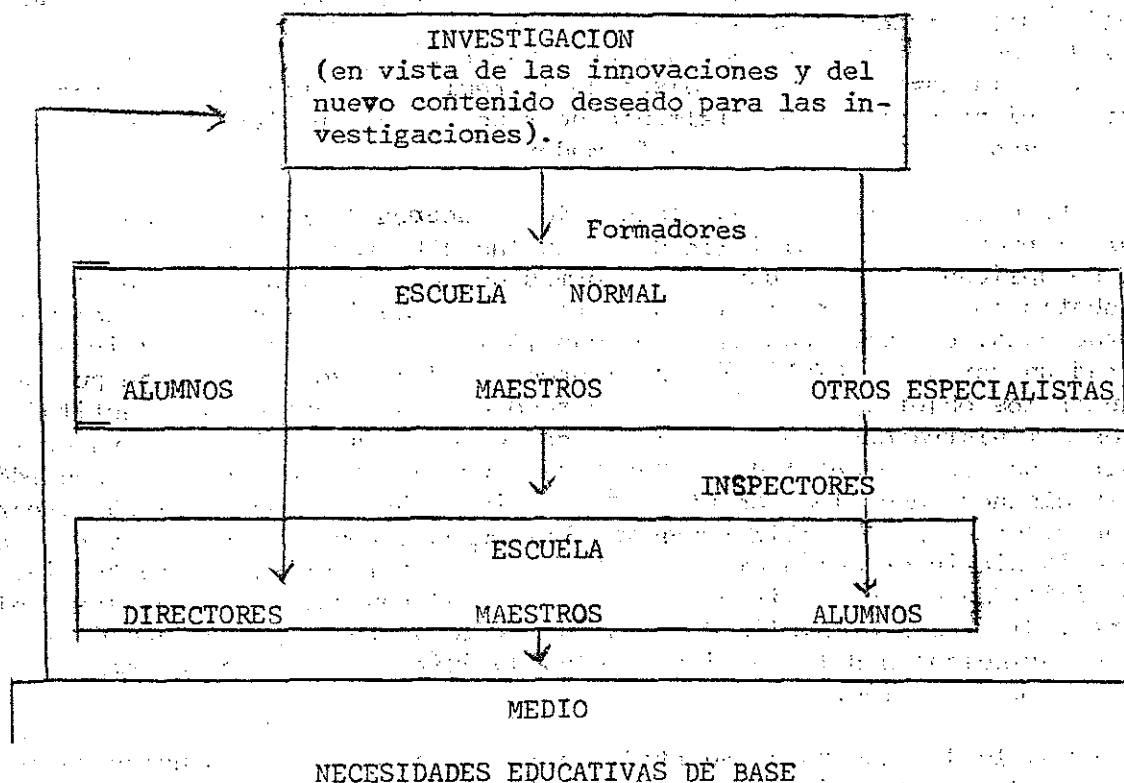 INVESTIGACION
(en vista de las innovaciones y del
nuevo contenido deseado para las in-
vestigaciones).
Formadores
ESCUELA NORMAL
ALUMNOS MAESTROS OTROS ESPECIALISTAS
INSPECTORES
ESCUELA
DIRECTORES MAESTROS ALUMNOS
MEDIO
NECESIDADES EDUCATIVAS DE BASE